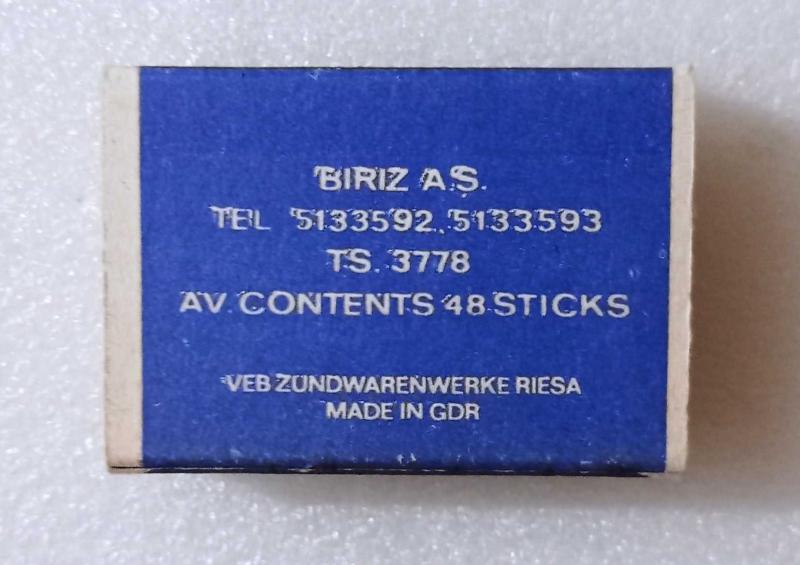 BIRIZ A.S.
TEL 5133592, 5133593
TS. 3778
AV. CONTENTS 48 STICKS
VEB ZÜNDWARENWERKE RIESA
MADE IN GDR